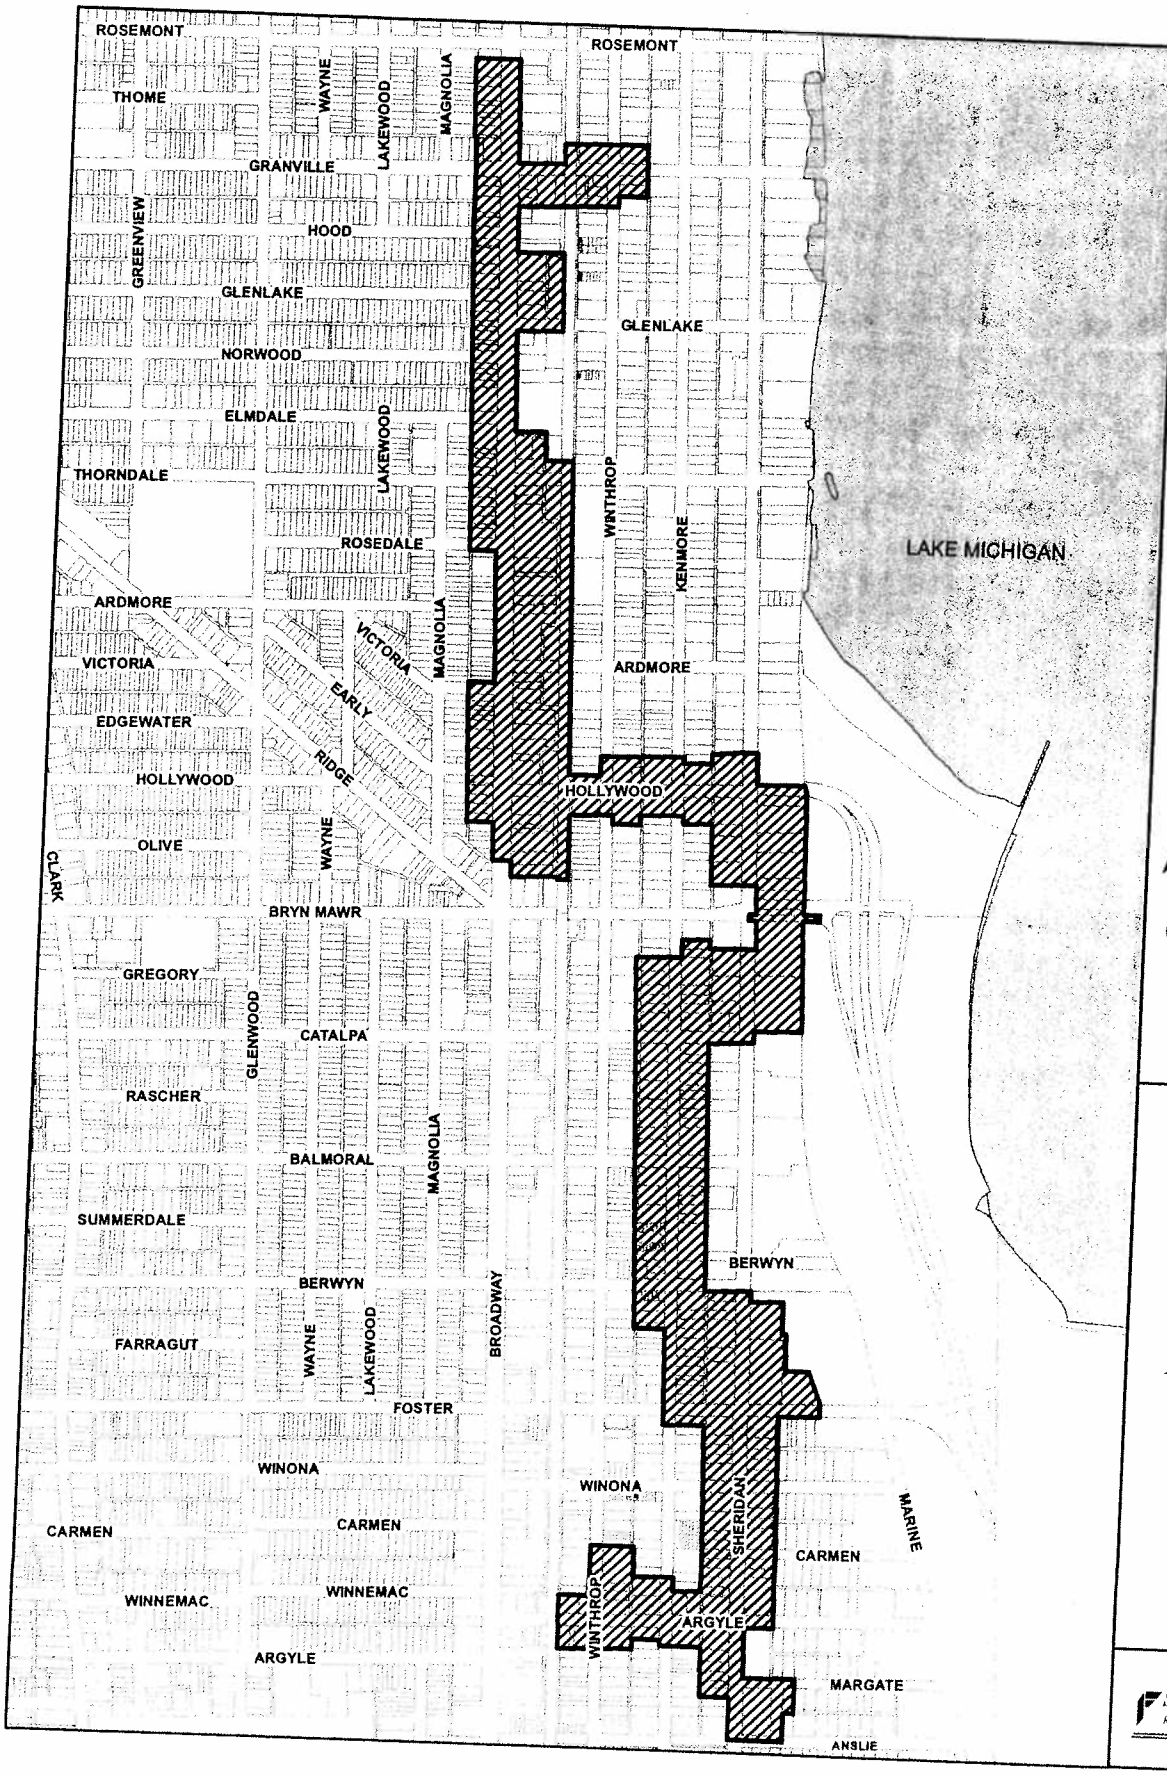 ROSEMONT
ROSEMONT
THOME
WAYNE
LAKEWOOD
MAGNOLIA
GRANVILLE
GREENVIEW
HOOD
GLENLAKE
GLENLAKE
NORWOOD
ELMDALE
LAKEWOOD
THORNDALE
WINTHROP
KENMORE
ROSEDALE
LAKE MICHIGAN
ARDMORE
MAGNOLIA
VICTORIA
VICTORIA
ARDMORE
EARLY
EDGEWATER
RIDGE
HOLLYWOOD
HOLLYWOOD
OLIVE
WAYNE
CLARK
BRYN MAWR
GREGORY
GLENWOOD
CATALPA
RASCHER
MAGNOLIA
BALMORAL
SUMMERDALE
BERWYN
BERWYN
BROADWAY
FARRAGUT
WAYNE
LAKEWOOD
FOSTER
WINONA
WINONA
SHERIDAN
MARINE
CARMEN
CARMEN
CARMEN
WINNEMAC
WINNEMAC
WINTHROP
ARGYLE
ARGYLE
MARGATE
ANSLIE